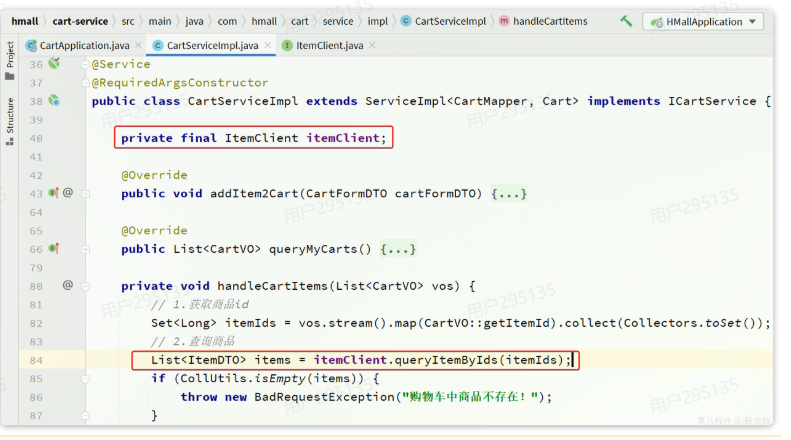 hmall cart-service src main java com hmall cart service impl CartServiceImpl handleCartItems HMallApplication
CartApplication.java CartServiceImpl.java ItemClient.java
Project
Structure
36 @Service
37 @RequiredArgsConstructor
38 public class CartServiceImpl extends ServiceImpl<CartMapper, Cart> implements ICartService {
39
40 private final ItemClient itemClient;
41
42 @Override
43 public void addItem2Cart(CartFormDTO cartFormDTO) {...}
64
65 @Override
66 public List<CartVO> queryMyCarts() {...}
79
80 private void handleCartItems(List<CartVO> vos) {
81 // 1.获取商品id
82 Set<Long> itemIds = vos.stream().map(CartVO::getItemId).collect(Collectors.toSet());
83 // 2.查询商品
84 List<ItemDTO> items = itemClient.queryItemByIds(itemIds);
85 if (CollUtils.isEmpty(items)) {
86 throw new BadRequestException("购物车中商品不存在！");
87 }
用户295135
用户295135
用户295135
用户295135
用户295135
用户295135